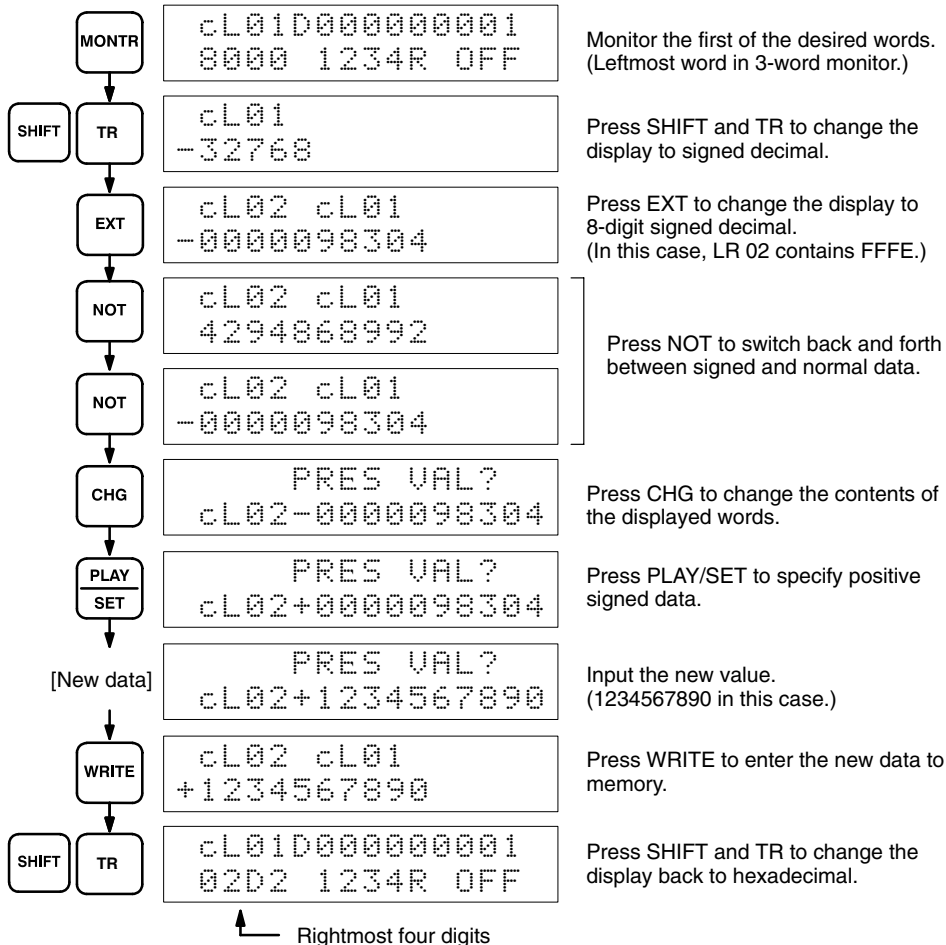 MONTR
cL01D000000001
8000 1234R OFF
Monitor the first of the desired words.
(Leftmost word in 3-word monitor.)
SHIFT
TR
cL01
-32768
Press SHIFT and TR to change the
display to signed decimal.
EXT
cL02 cL01
-0000098304
Press EXT to change the display to
8-digit signed decimal.
(In this case, LR 02 contains FFFE.)
NOT
cL02 cL01
4294868992
NOT
cL02 cL01
-0000098304
Press NOT to switch back and forth
between signed and normal data.
CHG
PRES VAL?
cL02-0000098304
Press CHG to change the contents of
the displayed words.
PLAY
SET
PRES VAL?
cL02+0000098304
Press PLAY/SET to specify positive
signed data.
[New data]
PRES VAL?
cL02+1234567890
Input the new value.
(1234567890 in this case.)
WRITE
cL02 cL01
+1234567890
Press WRITE to enter the new data to
memory.
SHIFT
TR
cL01D000000001
02D2 1234R OFF
Press SHIFT and TR to change the
display back to hexadecimal.
Rightmost four digits